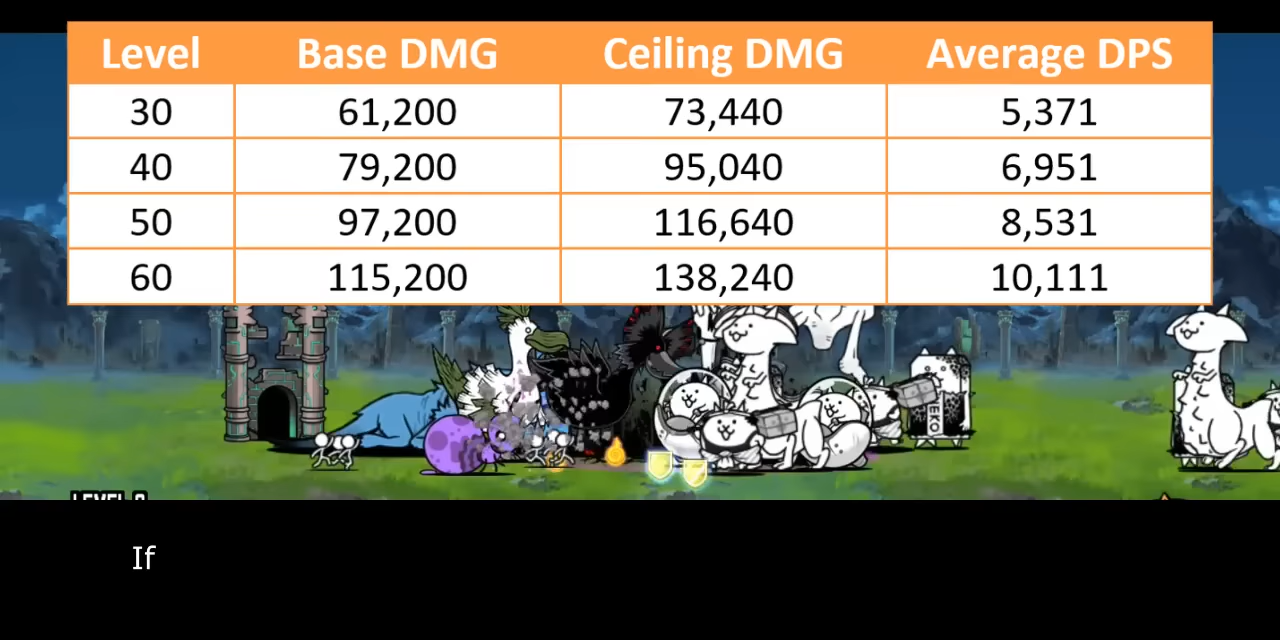 Level Base DMG Ceiling DMG Average DPS
30 61,200 73,440 5,371
40 79,200 95,040 6,951
50 97,200 116,640 8,531
60 115,200 138,240 10,111
EKO
If